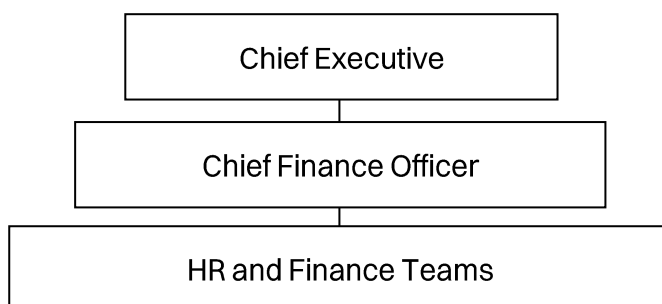 Chief Executive
Chief Finance Officer
HR and Finance Teams